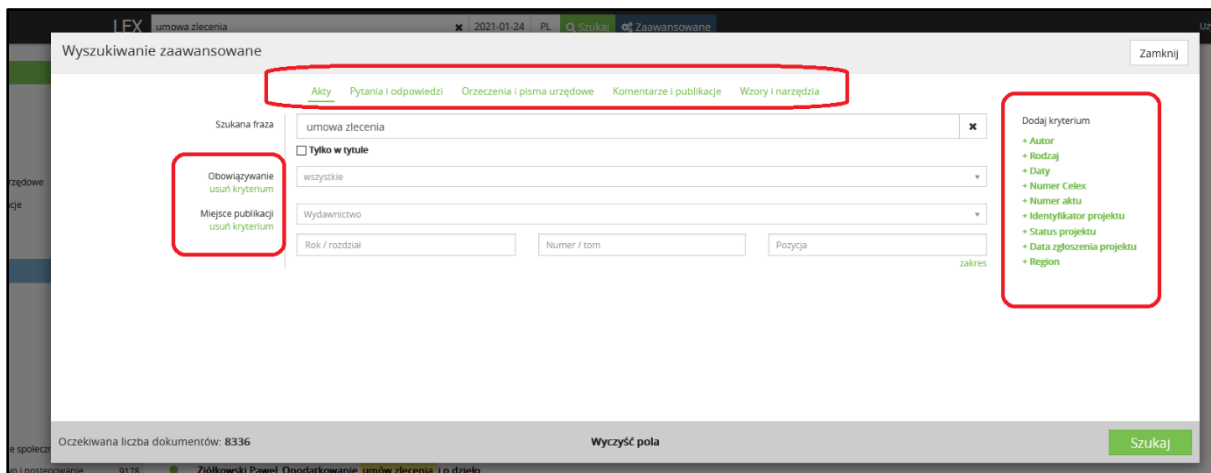 LEX umowa zlecenia ✖ 2021-01-24 PL Szukaj Zaawansowane
Wyszukiwanie zaawansowane
Zamknij
Akty Pytania i odpowiedzi Orzeczenia i pisma urzędowe Komentarze i publikacje Wzory i narzędzia
Szukana fraza
umowa zlecenia ✖
Tylko w tytule
Obowiązywanie
usuń kryterium
wszystkie
Miejsce publikacji
usuń kryterium
Wydawnictwo
Rok / rozdział
Numer / tom
Pozycja
zakres
Dodaj kryterium
+ Autor
+ Rodzaj
+ Daty
+ Numer Celex
+ Numer aktu
+ Identyfikator projektu
+ Status projektu
+ Data zgłoszenia projektu
+ Region
Oczekiwana liczba dokumentów: 8336
Wyczyść pola
Szukaj
9178
Ziółkowski Paweł, Opodatkowanie umów zlecenia i o dzieło